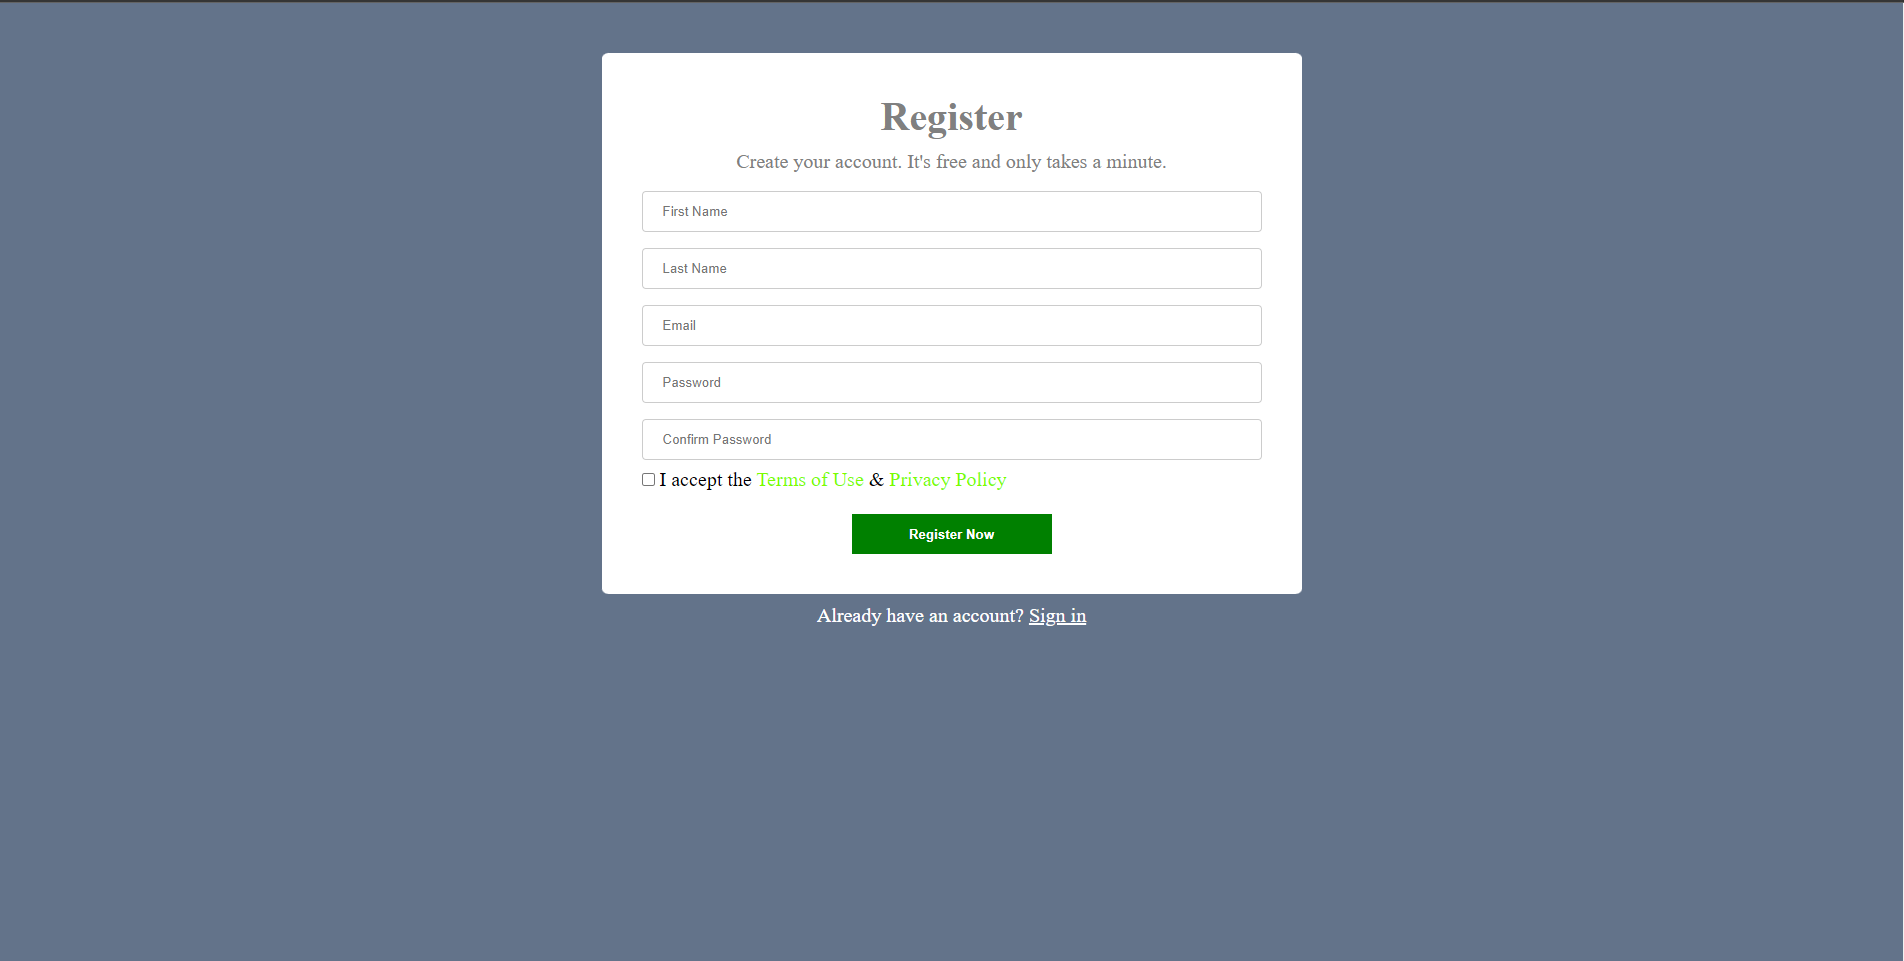 Register
Create your account. It's free and only takes a minute.
First Name
Last Name
Email
Password
Confirm Password
I accept the Terms of Use & Privacy Policy
Register Now
Already have an account? Sign in